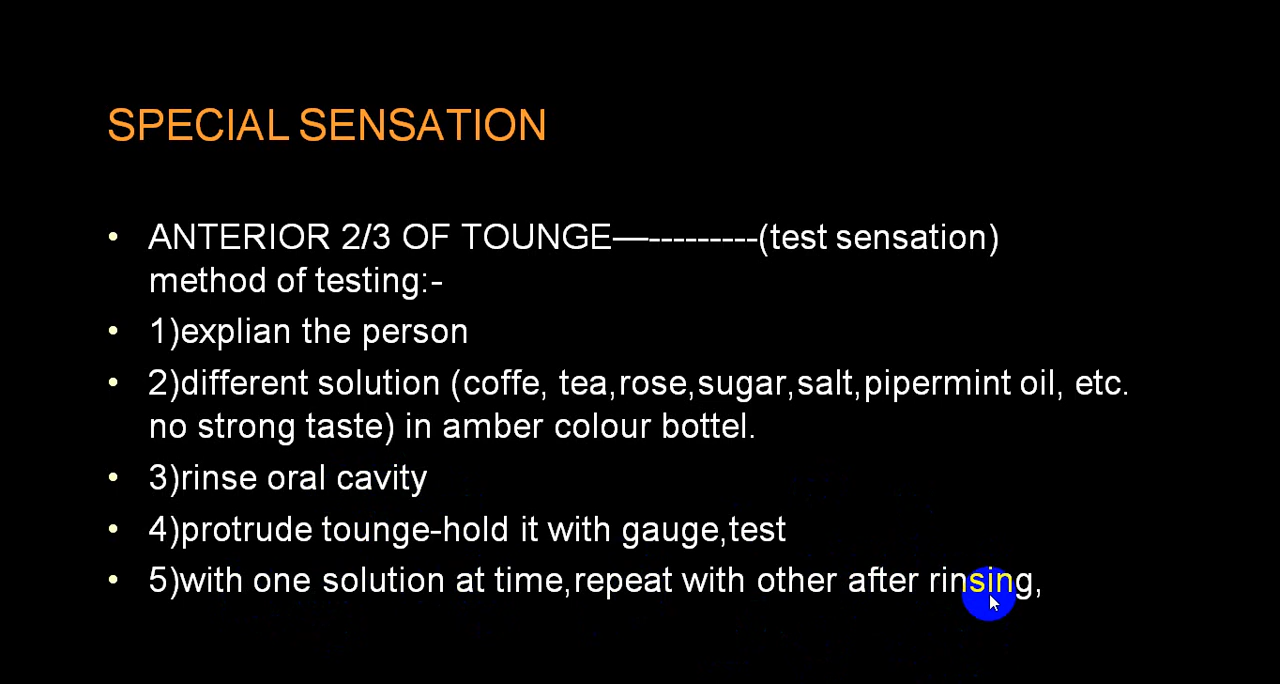 SPECIAL SENSATION
• ANTERIOR 2/3 OF TOUNGE—---------(test sensation)
method of testing:-
• 1)explian the person
• 2)different solution (coffe, tea,rose,sugar,salt,pipermint oil, etc.
no strong taste) in amber colour bottel.
• 3)rinse oral cavity
• 4)protrude tounge-hold it with gauge,test
• 5)with one solution at time,repeat with other after rinsing,